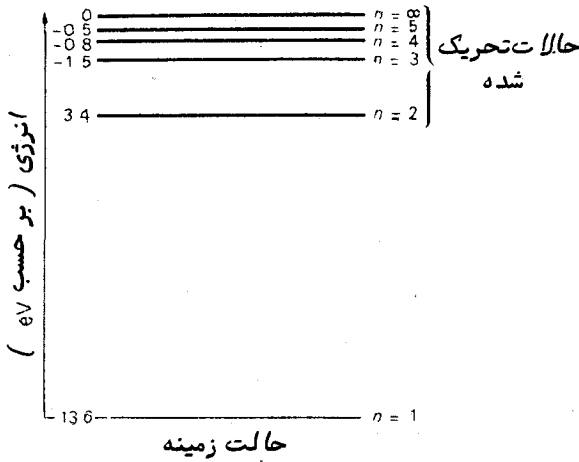 0 n = ∞
-0 5 n = 5
-0 8 n = 4
-1 5 n = 3
حالات تحریک
شده
3 4 n = 2
انرژی ( بر حسب eV )
-13 6 n = 1
حالت زمینه